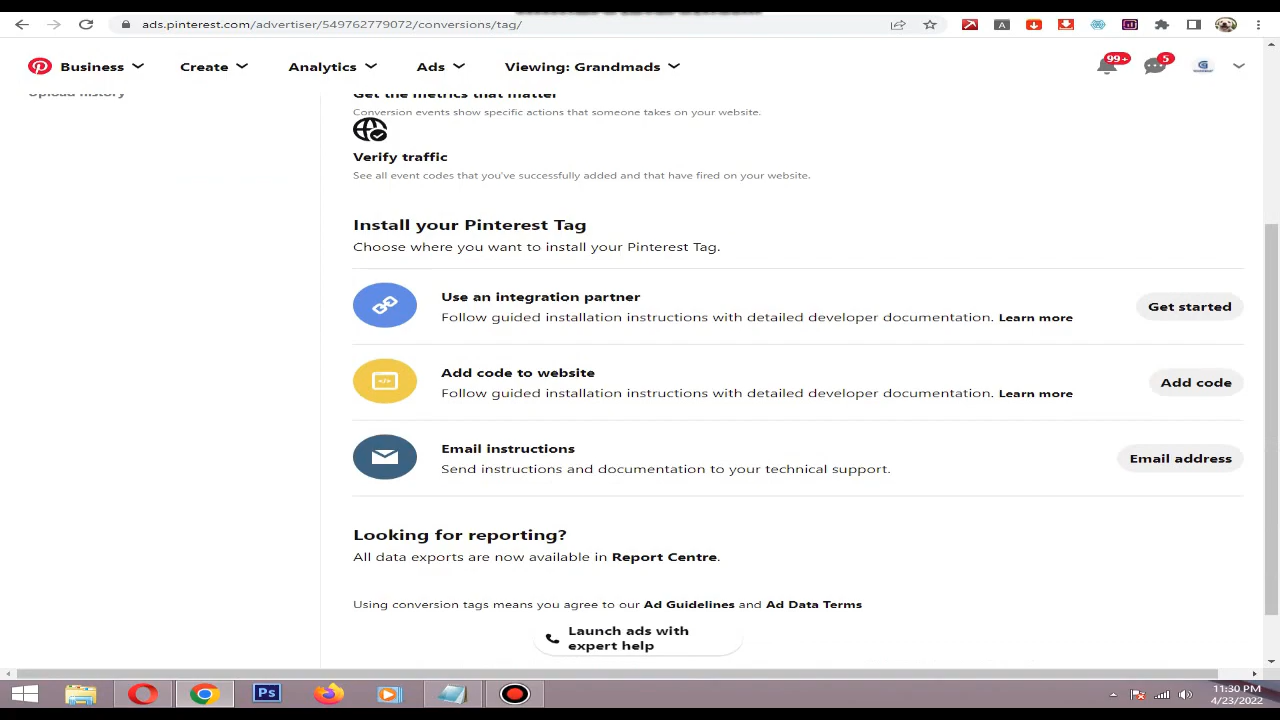 ads.pinterest.com/advertiser/549762779072/conversions/tag/
Business Create Analytics Ads Viewing: Grandmads 99+ 5
Upload history
Get the metrics that matter
Conversion events show specific actions that someone takes on your website.
Verify traffic
See all event codes that you've successfully added and that have fired on your website.
Install your Pinterest Tag
Choose where you want to install your Pinterest Tag.
Use an integration partner
Follow guided installation instructions with detailed developer documentation. Learn more
Get started
Add code to website
Follow guided installation instructions with detailed developer documentation. Learn more
Add code
Email instructions
Send instructions and documentation to your technical support.
Email address
Looking for reporting?
All data exports are now available in Report Centre.
Using conversion tags means you agree to our Ad Guidelines and Ad Data Terms
Launch ads with
expert help
Ps
11:30 PM
4/23/2022